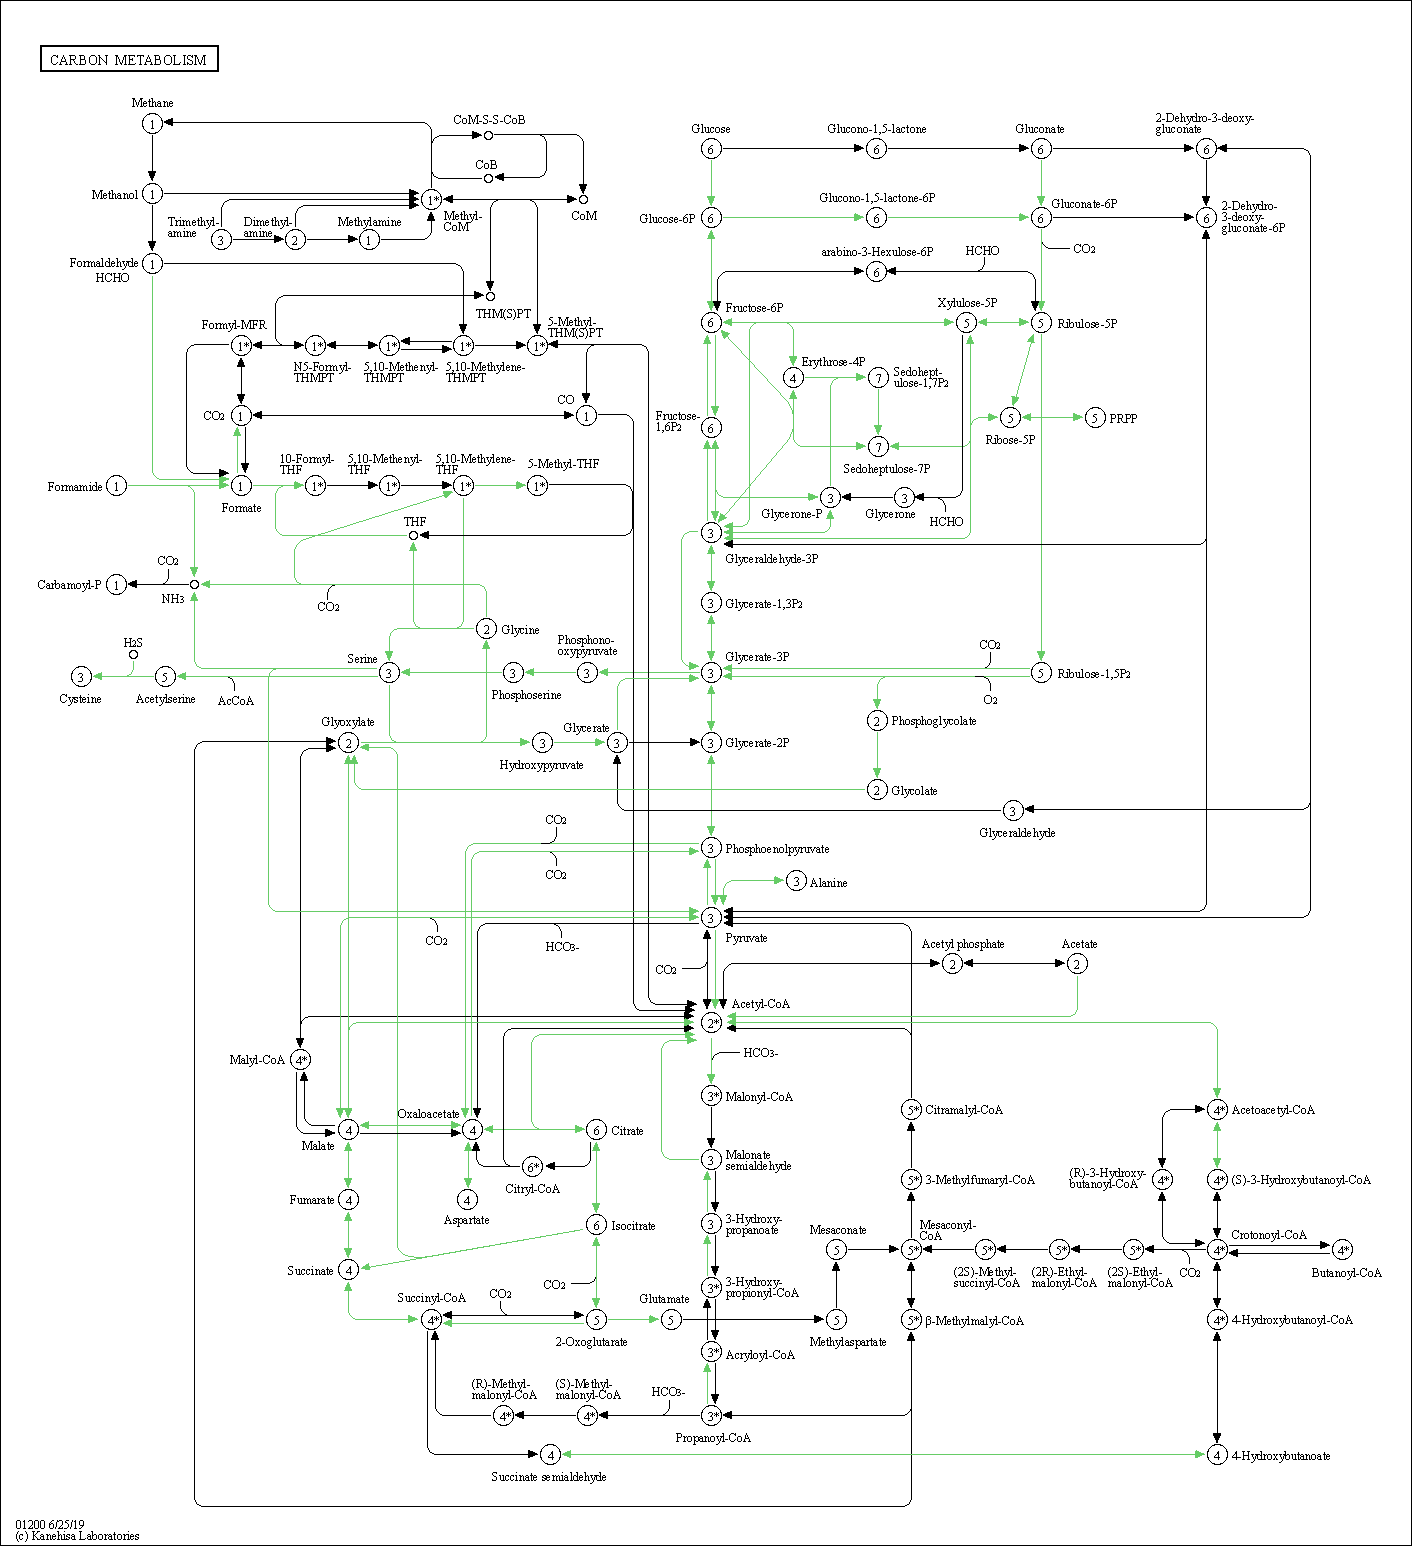 CARBON METABOLISM
Methane
1
CoM-S-S-CoB
CoB
Methanol
1
1*
CoM
Trimethyl-
amine
3
Dimethyl-
amine
2
Methylamine
1
Methyl-
CoM
Formaldehyde
HCHO
1
THM(S)PT
Formyl-MFR
1*
1*
N5-Formyl-
THMPT
1*
5,10-Methenyl-
THMPT
1*
5,10-Methylene-
THMPT
5-Methyl-
THM(S)PT
1*
CO2
1
CO
1
Formamide
1
1
Formate
10-Formyl-
THF
1*
5,10-Methenyl-
THF
1*
5,10-Methylene-
THF
1*
5-Methyl-THF
1*
THF
Carbamoyl-P
1
CO2
NH3
CO2
2
Glycine
H2S
3
Cysteine
5
Acetylserine
AcCoA
Serine
3
3
Phosphoserine
Phosphono-
oxypyruvate
3
Glyoxylate
2
3
Hydroxypyruvate
Glycerate
3
Glucose
6
Glucono-1,5-lactone
6
Gluconate
6
2-Dehydro-3-deoxy-
gluconate
6
Glucose-6P
6
Glucono-1,5-lactone-6P
6
Gluconate-6P
6
6
2-Dehydro-
3-deoxy-
gluconate-6P
CO2
arabino-3-Hexulose-6P
6
HCHO
Fructose-6P
6
Xylulose-5P
5
5
Ribulose-5P
Erythrose-4P
4
7
Sedohept-
ulose-1,7P2
Fructose-
1,6P2
6
7
Sedoheptulose-7P
5
Ribose-5P
5
PRPP
3
Glycerone-P
3
Glycerone
HCHO
3
Glyceraldehyde-3P
3
Glycerate-1,3P2
3
Glycerate-3P
CO2
O2
5
Ribulose-1,5P2
2
Phosphoglycolate
3
Glycerate-2P
2
Glycolate
3
Glyceraldehyde
CO2
CO2
3
Phosphoenolpyruvate
3
Alanine
3
Pyruvate
CO2
HCO3-
CO2
Acetyl phosphate
2
Acetate
2
Acetyl-CoA
2*
HCO3-
Malyl-CoA
4*
3*
Malonyl-CoA
Malate
4
Oxaloacetate
4
6
Citrate
6*
Citryl-CoA
3
Malonate
semialdehyde
Fumarate
4
4
Aspartate
6
Isocitrate
3
3-Hydroxy-
propanoate
Succinate
4
CO2
3*
3-Hydroxy-
propionyl-CoA
Succinyl-CoA
4*
CO2
5
2-Oxoglutarate
Glutamate
5
3*
Acryloyl-CoA
(R)-Methyl-
malonyl-CoA
4*
(S)-Methyl-
malonyl-CoA
4*
HCO3-
3*
Propanoyl-CoA
4
Succinate semialdehyde
5*
Citramalyl-CoA
5*
3-Methylfumaryl-CoA
Mesaconate
5
Mesaconyl-
CoA
5*
5
Methylaspartate
5*
β-Methylmalyl-CoA
5*
(2S)-Methyl-
succinyl-CoA
5*
(2R)-Ethyl-
malonyl-CoA
5*
(2S)-Ethyl-
malonyl-CoA
CO2
4*
Acetoacetyl-CoA
(R)-3-Hydroxy-
butanoyl-CoA
4*
4*
(S)-3-Hydroxybutanoyl-CoA
Crotonoyl-CoA
4*
4*
Butanoyl-CoA
4*
4-Hydroxybutanoyl-CoA
4
4-Hydroxybutanoate
01200 6/25/19
(c) Kanehisa Laboratories